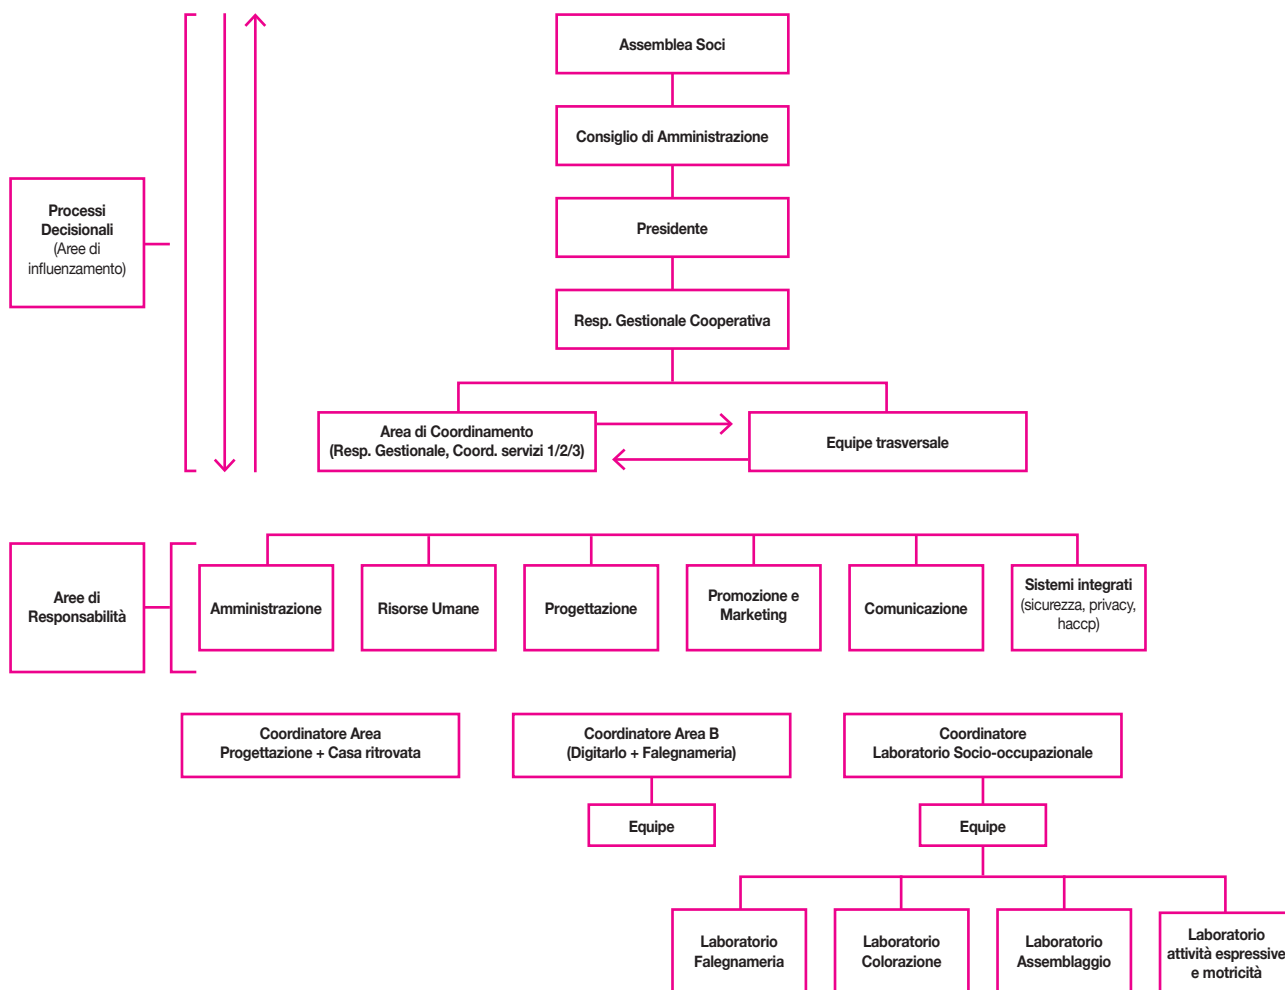 Assemblea Soci
Consiglio di Amministrazione
Processi
Decisionali
(Aree di
influenzamento)
Presidente
Resp. Gestionale Cooperativa
Area di Coordinamento
(Resp. Gestionale, Coord. servizi 1/2/3)
Equipe trasversale
Aree di
Responsabilità
Amministrazione
Risorse Umane
Progettazione
Promozione e
Marketing
Comunicazione
Sistemi integrati
(sicurezza, privacy,
haccp)
Coordinatore Area
Progettazione + Casa ritrovata
Coordinatore Area B
(Digitarlo + Falegnameria)
Coordinatore
Laboratorio Socio-occupazionale
Equipe
Equipe
Laboratorio
Falegnameria
Laboratorio
Colorazione
Laboratorio
Assemblaggio
Laboratorio
attività espressive
e motricità